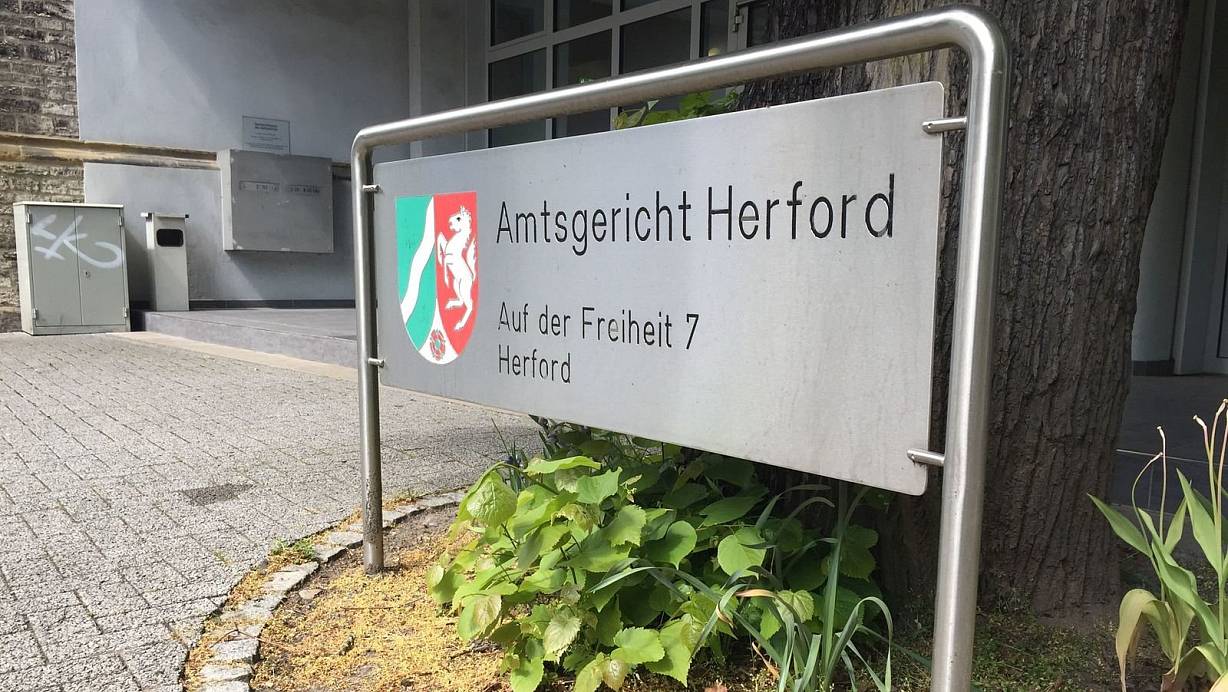 Amtsgericht Herford
Auf der Freiheit 7
Herford